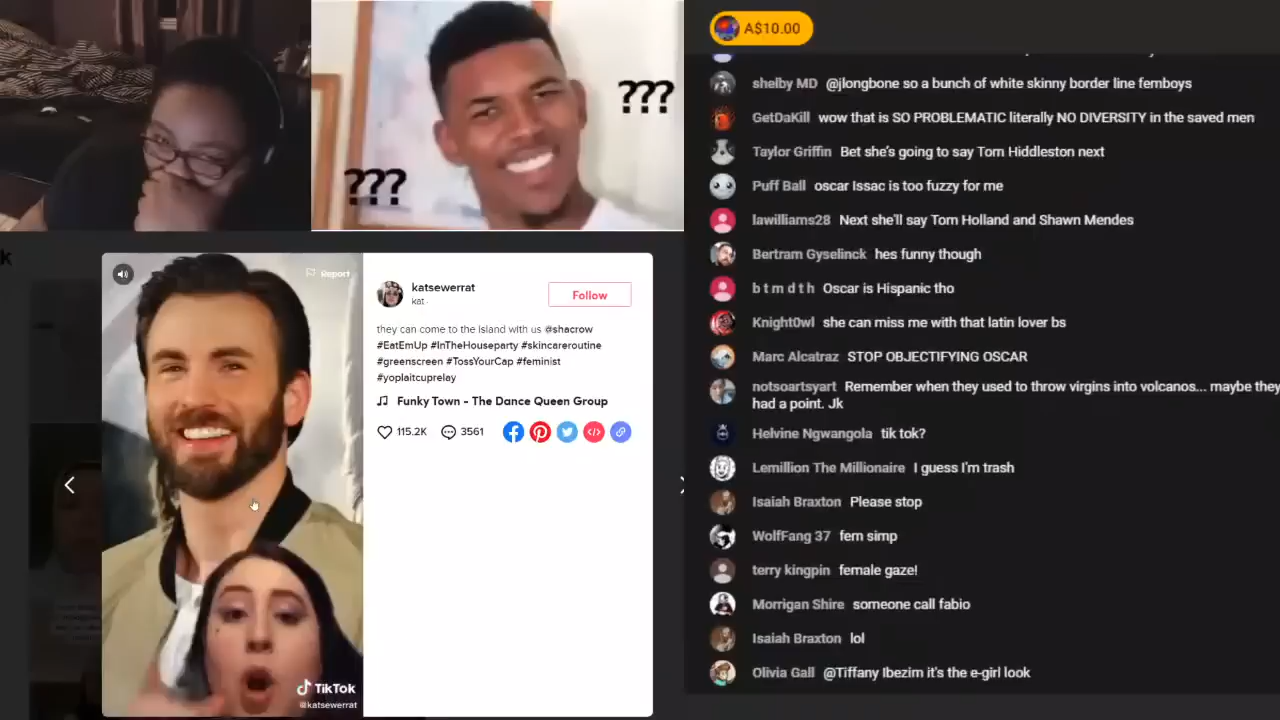 ???
???
Report
katsewerrat
kat·
Follow
they can come to the island with us #shacrow
#EatEmUp #InTheHouseparty #skincareroutine
#greenscreen #TossYourCap #feminist
#yoplaitcuprelay
Funky Town - The Dance Queen Group
115.2K
3561
TikTok
@katsewerrat
k
A$10.00
shelby MD @jlongbone so a bunch of white skinny border line femboys
GetDaKill wow that is SO PROBLEMATIC literally NO DIVERSITY in the saved men
Taylor Griffin Bet she's going to say Tom Hiddleston next
Puff Ball oscar Issac is too fuzzy for me
lawilliams28 Next she'll say Tom Holland and Shawn Mendes
Bertram Gyselinck hes funny though
b t m d t h Oscar is Hispanic tho
Knight0wl she can miss me with that latin lover bs
Marc Alcatraz STOP OBJECTIFYING OSCAR
notsoartsyart Remember when they used to throw virgins into volcanos... maybe they
had a point. Jk
Helvine Ngwangola tik tok?
Lemillion The Millionaire I guess I'm trash
Isaiah Braxton Please stop
WolfFang 37 fem simp
terry kingpin female gaze!
Morrigan Shire someone call fabio
Isaiah Braxton lol
Olivia Gall @Tiffany Ibezim it's the e-girl look